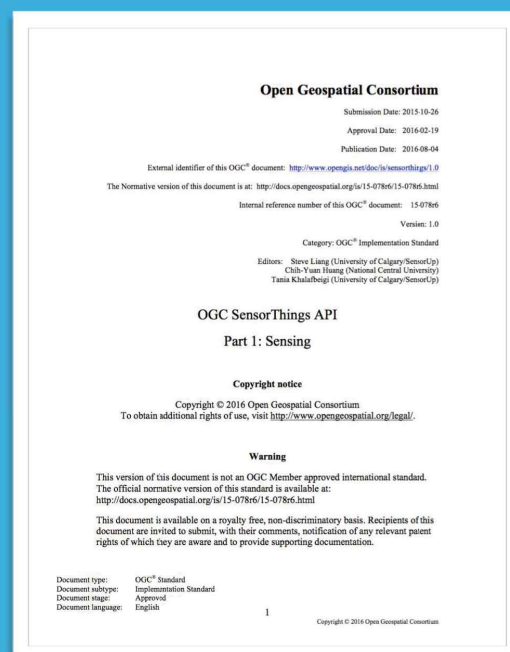 Open Geospatial Consortium
Submission Date: 2015-10-26
Approval Date: 2016-02-19
Publication Date: 2016-08-04
External identifier of this OGC® document: http://www.opengis.net/doc/is/sensorthings/1.0
The Normative version of this document is at: http://docs.opengeospatial.org/is/15-078r6/15-078r6.html
Internal reference number of this OGC® document: 15-078r6
Version: 1.0
Category: OGC® Implementation Standard
Editors: Steve Liang (University of Calgary/SensorUp)
Chih-Yuan Huang (National Central University)
Tania Khalafbeigi (University of Calgary/SensorUp)
OGC SensorThings API
Part 1: Sensing
Copyright notice
Copyright © 2016 Open Geospatial Consortium
To obtain additional rights of use, visit http://www.opengeospatial.org/legal/.
Warning
This version of this document is not an OGC Member approved international standard.
The official normative version of this standard is available at:
http://docs.opengeospatial.org/is/15-078r6/15-078r6.html
This document is available on a royalty free, non-discriminatory basis. Recipients of this
document are invited to submit, with their comments, notification of any relevant patent
rights of which they are aware and to provide supporting documentation.
Document type: OGC® Standard
Document subtype: Implementation Standard
Document stage: Approved
Document language: English
1
Copyright © 2016 Open Geospatial Consortium